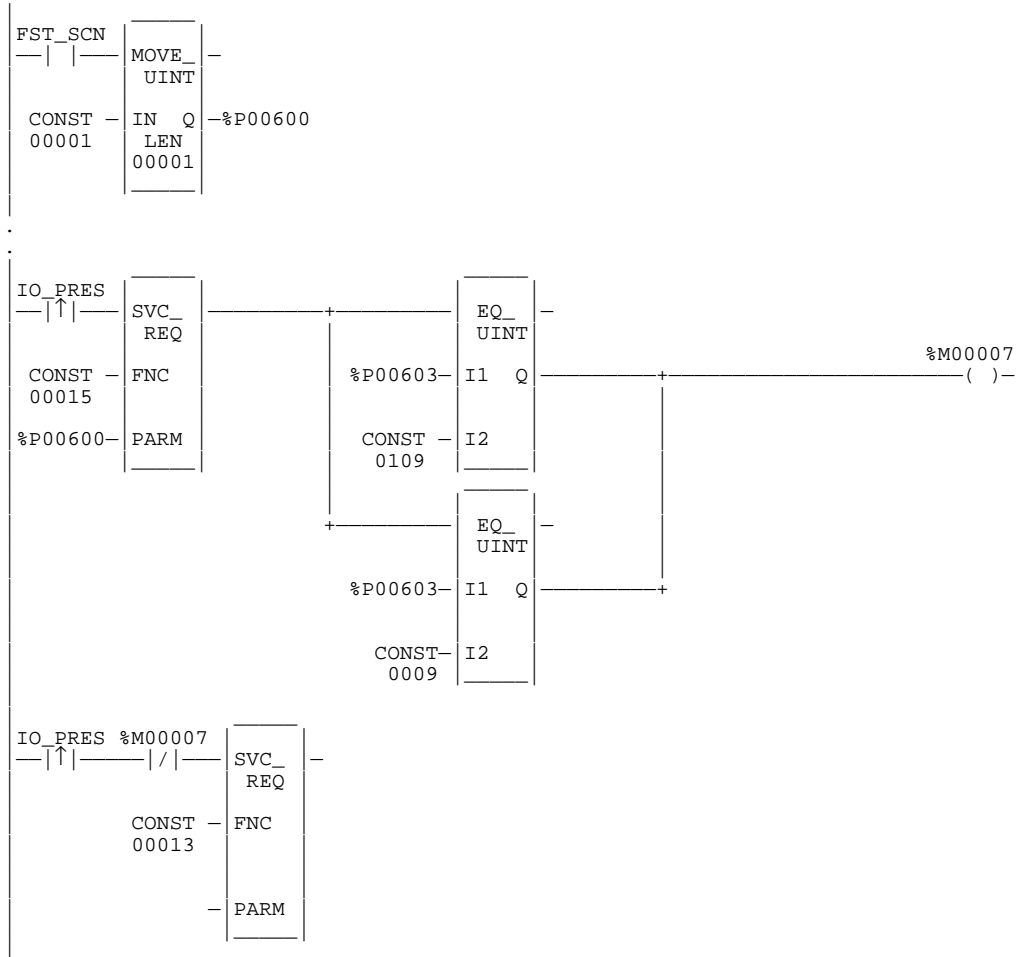 FST_SCN
MOVE_
UINT
CONST IN Q %P00600
00001 LEN
00001
IO_PRES
SVC_ EQ_
REQ UINT
%M00007
CONST FNC %P00603 I1 Q ( )
00015
%P00600 PARM CONST I2
0109
EQ_
UINT
%P00603 I1 Q
CONST I2
0009
IO_PRES %M00007
SVC_
REQ
CONST FNC
00013
PARM